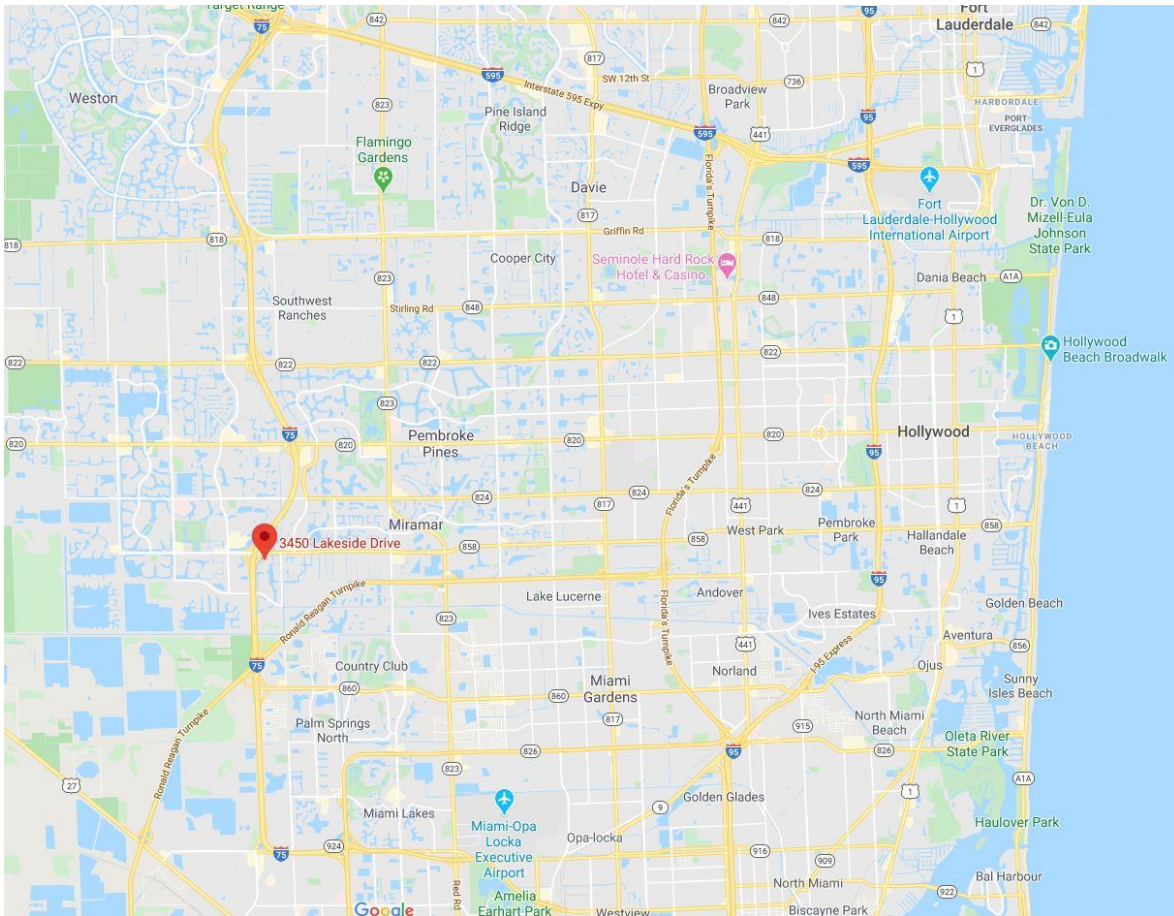 Target Range
75
842
95
Fort
Lauderdale
842
1
817
595
Interstate 595 Expy
SW 12th St
736
Broadview
Park
Weston
823
Pine Island
Ridge
441
95
HARBORDALE
PORT
EVERGLADES
Flamingo
Gardens
595
595
Davie
Florida's Turnpike
Fort
Lauderdale-Hollywood
International Airport
Dr. Von D.
Mizell-Eula
Johnson
State Park
817
818
818
Griffin Rd
818
Cooper City
Seminole Hard Rock
Hotel & Casino...
823
Dania Beach
A1A
Southwest
Ranches
Stirling Rd
848
848
1
822
822
822
Hollywood
Beach Broadwalk
823
75
820
820
Pembroke
Pines
820
820
Hollywood
HOLLYWOOD
BEACH
95
Florida's Turnpike
824
824
824
817
441
1
Miramar
858
858
West Park
Pembroke
Park
858
Hallandale
Beach
3450 Lakeside Drive
95
Ronald Reagan Turnpike
Lake Lucerne
Florida's Turnpike
Andover
Ives Estates
Golden Beach
823
441
I-95 Express
Aventura
856
75
Country Club
Norland
Ojus
Sunny
Isles Beach
860
Miami
Gardens
860
817
915
North Miami
Beach
Palm Springs
North
Ronald Reagan Turnpike
826
95
826
Oleta River
State Park
823
27
A1A
Golden Glades
1
Miami Lakes
9
Haulover Park
Miami-Opa
Locka
Executive
Airport
Opa-locka
924
75
916
909
Red Rd
North Miami
Bal Harbour
922
Amelia
Earhart Park
Google
Westview
Biscayne Park